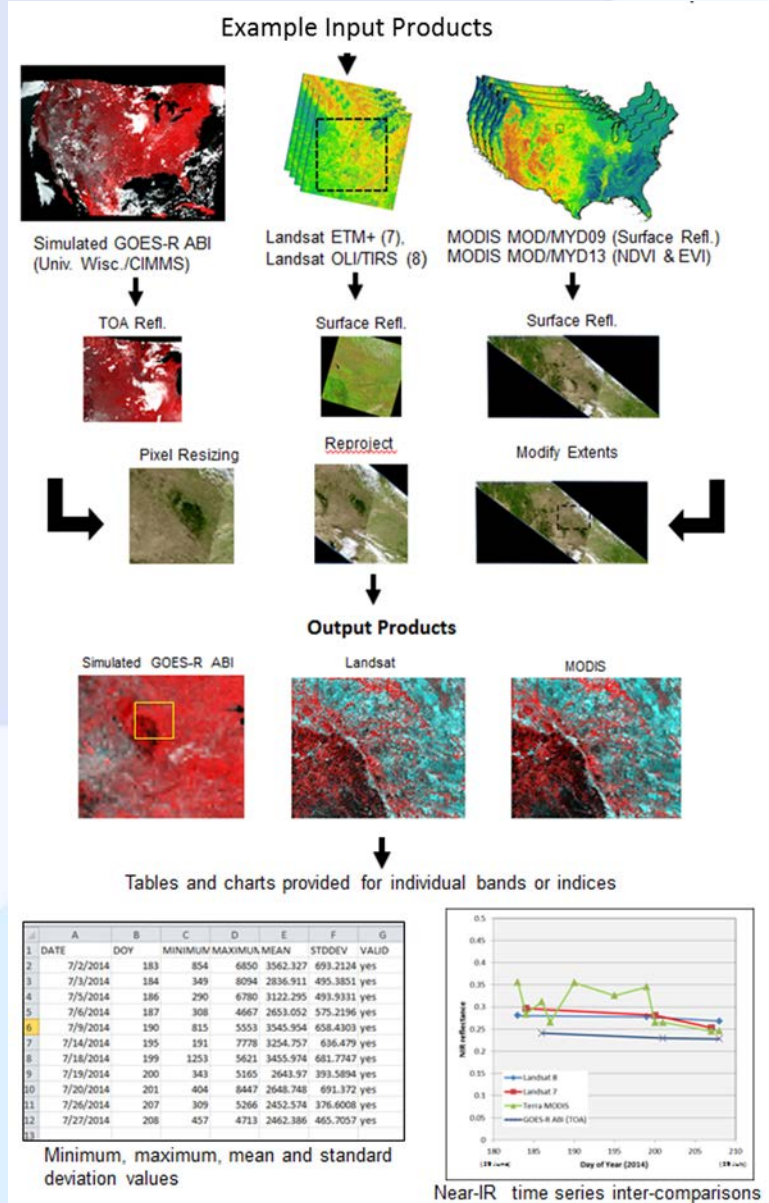 Example Input Products
Simulated GOES-R ABI
(Univ. Wisc./CIMMS)
Landsat ETM+ (7),
Landsat OLI/TIRS (8)
MODIS MOD/MYD09 (Surface Refl.)
MODIS MOD/MYD13 (NDVI & EVI)
TOA Refl.
Surface Refl.
Surface Refl.
Pixel Resizing
Reproject
Modify Extents
Output Products
Simulated GOES-R ABI
Landsat
MODIS
Tables and charts provided for individual bands or indices
A B C D E F G
1 DATE DOY MINIMUM MAXIMUM MEAN STDDEV VALID
2 7/2/2014 183 854 6850 3562.327 693.2124 yes
3 7/3/2014 184 349 8094 2836.911 495.3851 yes
4 7/5/2014 186 290 6780 3122.295 493.9331 yes
5 7/6/2014 187 308 4667 2653.052 575.2196 yes
6 7/9/2014 190 815 5553 3545.954 658.4303 yes
7 7/14/2014 195 191 7778 3254.757 636.479 yes
8 7/18/2014 199 1253 5621 3455.974 681.7747 yes
9 7/19/2014 200 343 5165 2643.97 393.5894 yes
10 7/20/2014 201 404 8447 2648.748 691.372 yes
11 7/26/2014 207 309 5266 2452.574 376.6008 yes
12 7/27/2014 208 457 4713 2462.386 465.7057 yes
13
Minimum, maximum, mean and standard
deviation values
0.5
0.45
0.4
0.35
0.3
0.25
0.2
0.15
0.1
0.05
0
NIR reflectance
Landsat 8
Landsat 7
Terra MODIS
GOES-R ABI (TOA)
180 185 190 195 200 205 210
Day of Year (2014)
Near-IR time series inter-comparisons